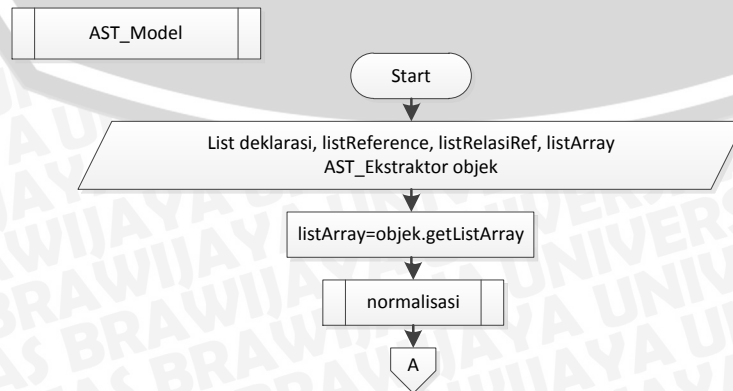 AST_Model
Start
List deklarasi, listReference, listRelasiRef, listArray
AST_Ekstraktor objek
listArray=objek.getListArray
normalisasi
A